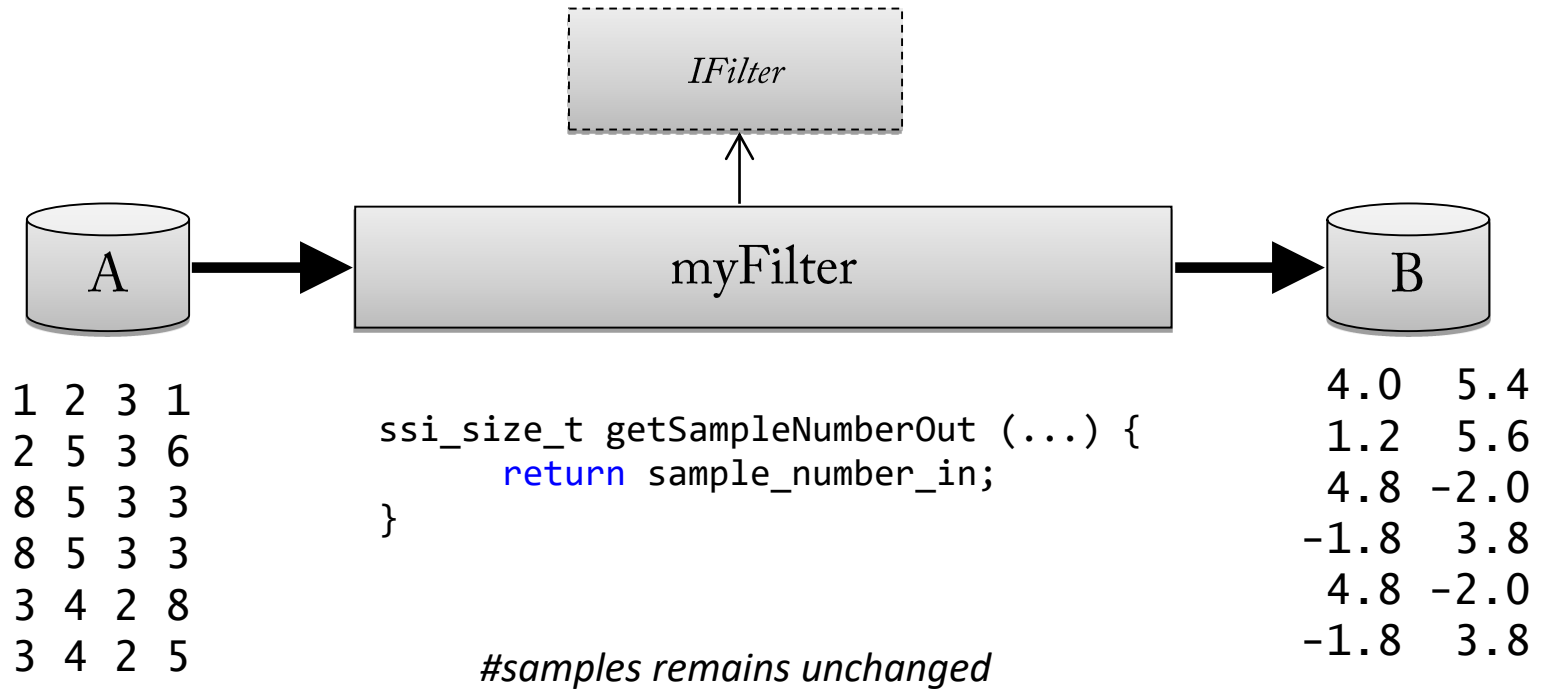 IFilter
A
myFilter
B
1 2 3 1
2 5 3 6
8 5 3 3
8 5 3 3
3 4 2 8
3 4 2 5
ssi_size_t getSampleNumberOut (...) {
return sample_number_in;
}
#samples remains unchanged
4.0 5.4
1.2 5.6
4.8 –2.0
–1.8 3.8
4.8 –2.0
–1.8 3.8